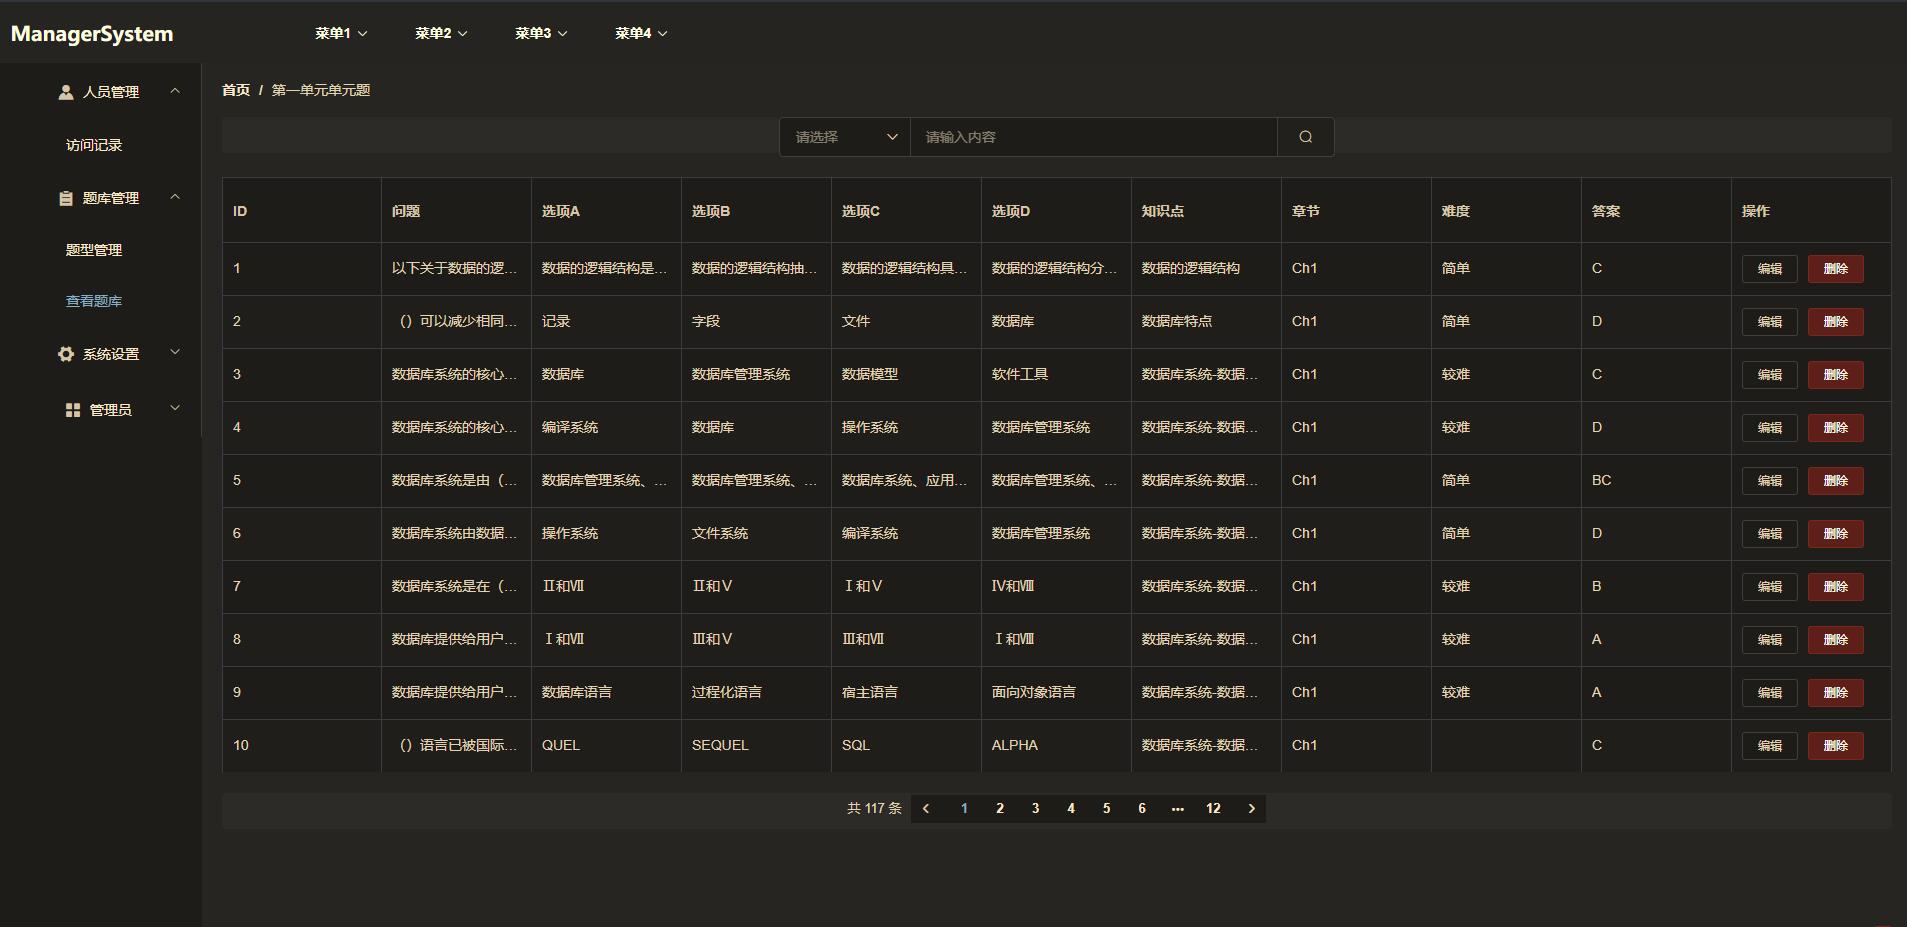 ManagerSystem 菜单1 菜单2 菜单3 菜单4
人员管理
访问记录
题库管理
题型管理
查看题库
系统设置
管理员
首页 / 第一单元单元题
请选择 请输入内容
ID 问题 选项A 选项B 选项C 选项D 知识点 章节 难度 答案 操作
1 以下关于数据的逻... 数据的逻辑结构是... 数据的逻辑结构抽... 数据的逻辑结构具... 数据的逻辑结构分... 数据的逻辑结构 Ch1 简单 C 编辑 删除
2 （）可以减少相同... 记录 字段 文件 数据库 数据库特点 Ch1 简单 D 编辑 删除
3 数据库系统的核心... 数据库 数据库管理系统 数据模型 软件工具 数据库系统-数据... Ch1 较难 C 编辑 删除
4 数据库系统的核心... 编译系统 数据库 操作系统 数据库管理系统 数据库系统-数据... Ch1 较难 D 编辑 删除
5 数据库系统是由（... 数据库管理系统、... 数据库管理系统、... 数据库系统、应用... 数据库管理系统、... 数据库系统-数据... Ch1 简单 BC 编辑 删除
6 数据库系统由数据... 操作系统 文件系统 编译系统 数据库管理系统 数据库系统-数据... Ch1 简单 D 编辑 删除
7 数据库系统是在（... Ⅱ和Ⅶ Ⅱ和Ⅴ Ⅰ和Ⅴ Ⅳ和Ⅷ 数据库系统-数据... Ch1 较难 B 编辑 删除
8 数据库提供给用户... Ⅰ和Ⅶ Ⅲ和Ⅴ Ⅲ和Ⅶ Ⅰ和Ⅷ 数据库系统-数据... Ch1 较难 A 编辑 删除
9 数据库提供给用户... 数据库语言 过程化语言 宿主语言 面向对象语言 数据库系统-数据... Ch1 较难 A 编辑 删除
10 （）语言已被国际... QUEL SEQUEL SQL ALPHA 数据库系统-数据... Ch1 C 编辑 删除
共 117 条 1 2 3 4 5 6 ... 12